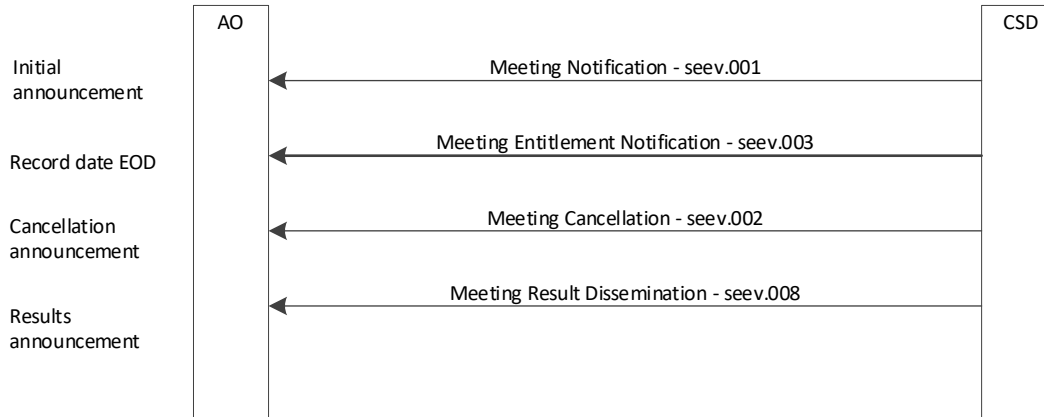 AO
CSD
Initial
announcement
Meeting Notification - seev.001
Record date EOD
Meeting Entitlement Notification - seev.003
Cancellation
announcement
Meeting Cancellation - seev.002
Results
announcement
Meeting Result Dissemination - seev.008